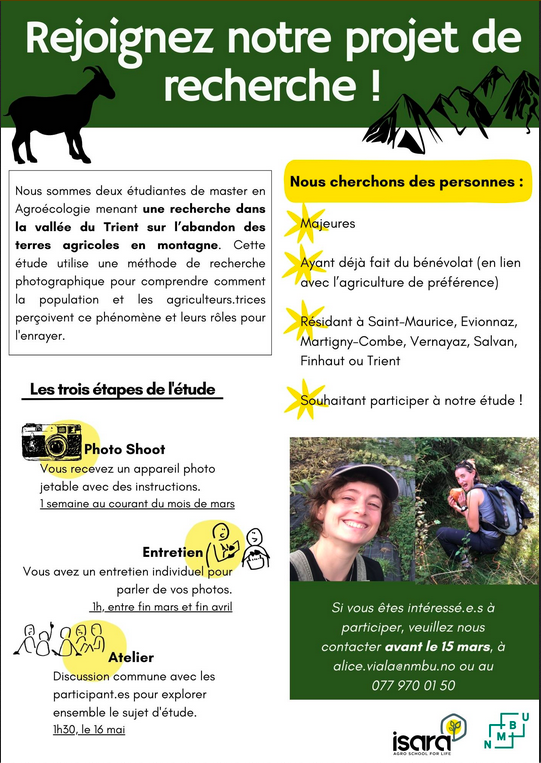 Rejoignez notre projet de
recherche !
Nous sommes deux étudiantes de master en
Agroécologie menant une recherche dans
la vallée du Trient sur l'abandon des
terres agricoles en montagne. Cette
étude utilise une méthode de recherche
photographique pour comprendre comment
la population et les agriculteurs.trices
perçoivent ce phénomène et leurs rôles pour
l'enrayer.
Les trois étapes de l'étude
Photo Shoot
Vous recevez un appareil photo
jetable avec des instructions.
1 semaine au courant du mois de mars
Entretien
Vous avez un entretien individuel pour
parler de vos photos.
1h, entre fin mars et fin avril
Atelier
Discussion commune avec les
participant.es pour explorer
ensemble le sujet d'étude.
1h30, le 16 mai
Nous cherchons des personnes :
Majeures
Ayant déjà fait du bénévolat (en lien
avec l'agriculture de préférence)
Résidant à Saint-Maurice, Evionnaz,
Martigny-Combe, Vernayaz, Salvan,
Finhaut ou Trient
Souhaitant participer à notre étude !
Si vous êtes intéressé.e.s à
participer, veuillez nous
contacter avant le 15 mars, à
alice.viala@nmbu.no ou au
077 970 01 50
isara
AGRO SCHOOL FOR LIFE
N M B U